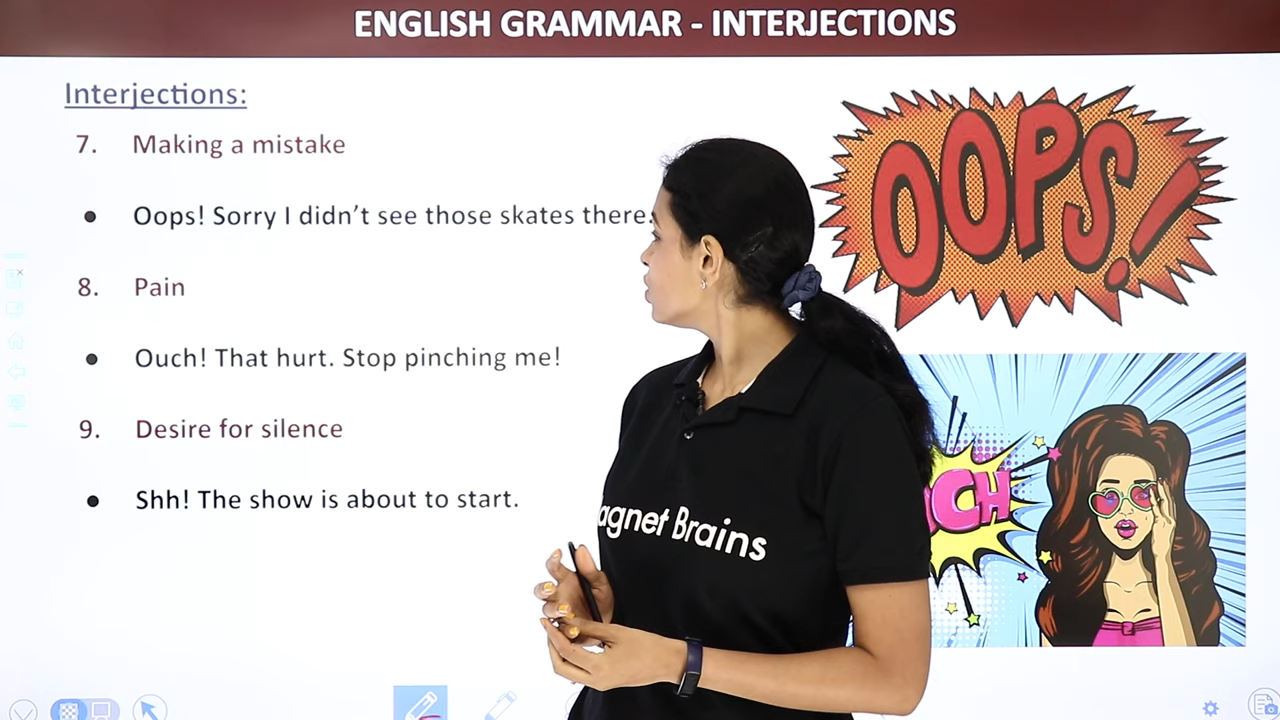 ENGLISH GRAMMAR - INTERJECTIONS
Interjections:
7. Making a mistake
• Oops! Sorry I didn’t see those skates there.
8. Pain
• Ouch! That hurt. Stop pinching me!
9. Desire for silence
• Shh! The show is about to start.
OOPS!
CH
agnet Brains